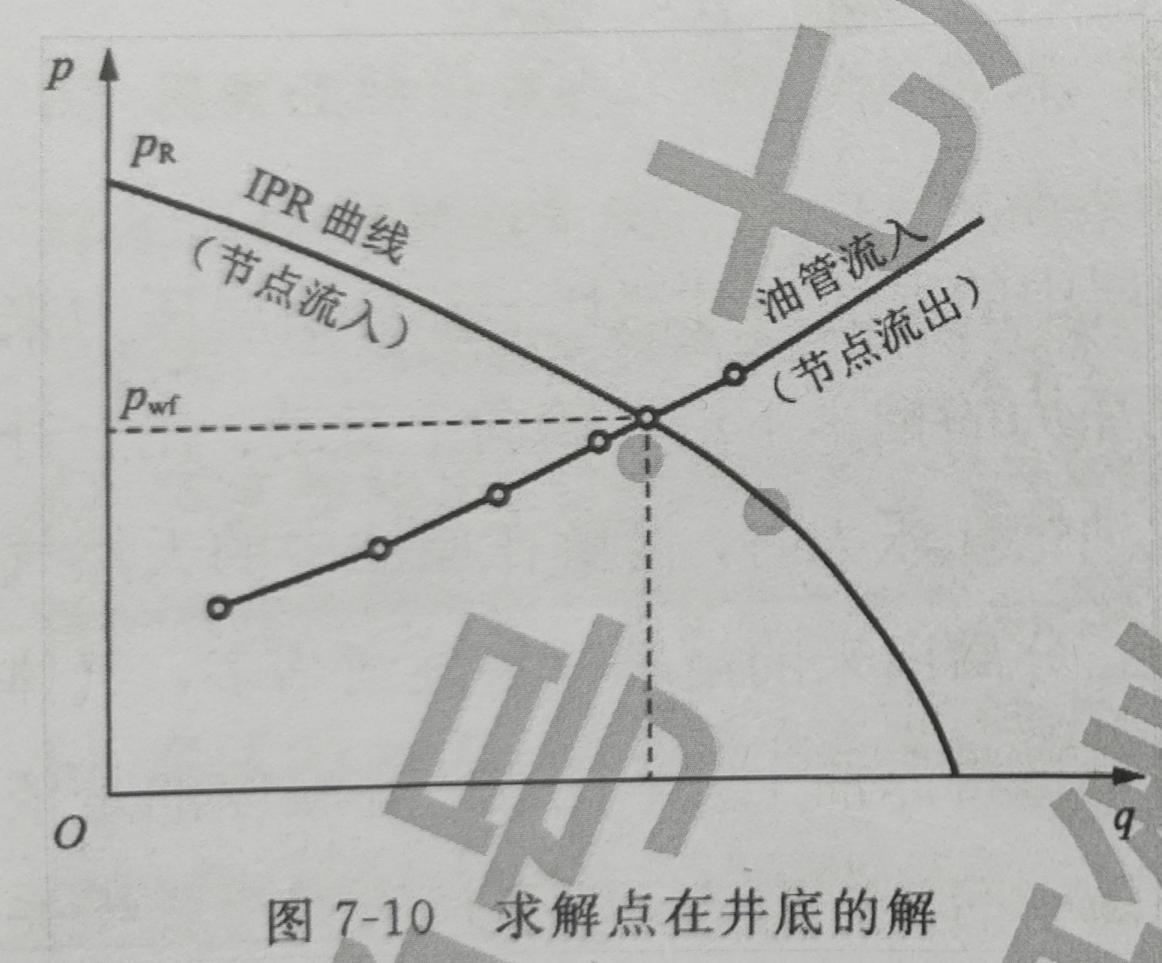 p
pR
IPR 曲线
（节点流入）
油管流入
（节点流出）
pwf
O
q
图 7-10 求解点在井底的解